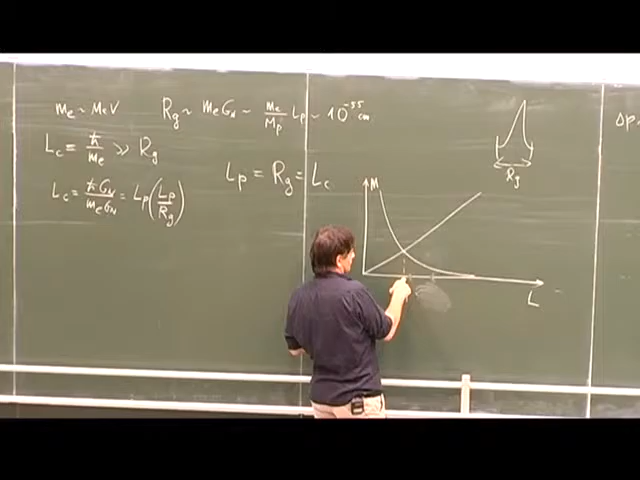 m_e ~ MeV
R_g ~ m_e G_N ~ m_e/M_p L_p ~ 10^-55 cm
L_c = ħ/m_e ≫ R_g
L_c = ħ G_N / m_e G_N = L_p (L_p/R_g)
L_p = R_g = L_c
M
L
R_g
Δp